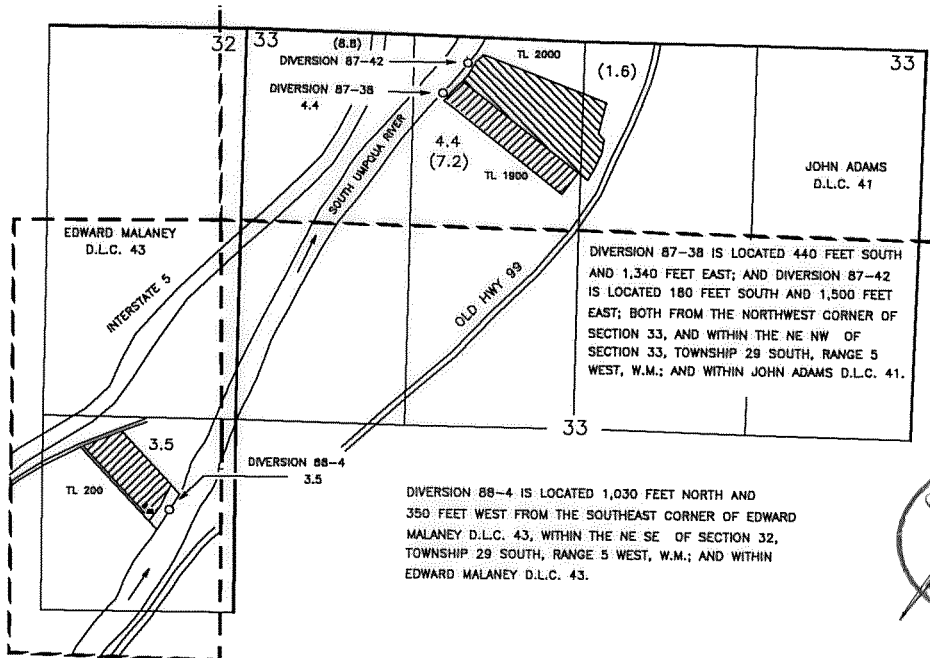 32 33
(8.8)
DIVERSION 87-42
TL 2000
(1.6)
33
DIVERSION 87-38
4.4
4.4
(7.2)
TL 1900
SOUTH UMPQUA RIVER
JOHN ADAMS
D.L.C. 41
EDWARD MALANEY
D.L.C. 43
INTERSTATE 5
OLD HWY 99
DIVERSION 87-38 IS LOCATED 440 FEET SOUTH
AND 1,340 FEET EAST; AND DIVERSION 87-42
IS LOCATED 180 FEET SOUTH AND 1,500 FEET
EAST; BOTH FROM THE NORTHWEST CORNER OF
SECTION 33, AND WITHIN THE NE NW OF
SECTION 33, TOWNSHIP 29 SOUTH, RANGE 5
WEST, W.M.; AND WITHIN JOHN ADAMS D.L.C. 41.
33
3.5
DIVERSION 88-4
3.5
TL 200
DIVERSION 88-4 IS LOCATED 1,030 FEET NORTH AND
350 FEET WEST FROM THE SOUTHEAST CORNER OF EDWARD
MALANEY D.L.C. 43, WITHIN THE NE SE OF SECTION 32,
TOWNSHIP 29 SOUTH, RANGE 5 WEST, W.M.; AND WITHIN
EDWARD MALANEY D.L.C. 43.